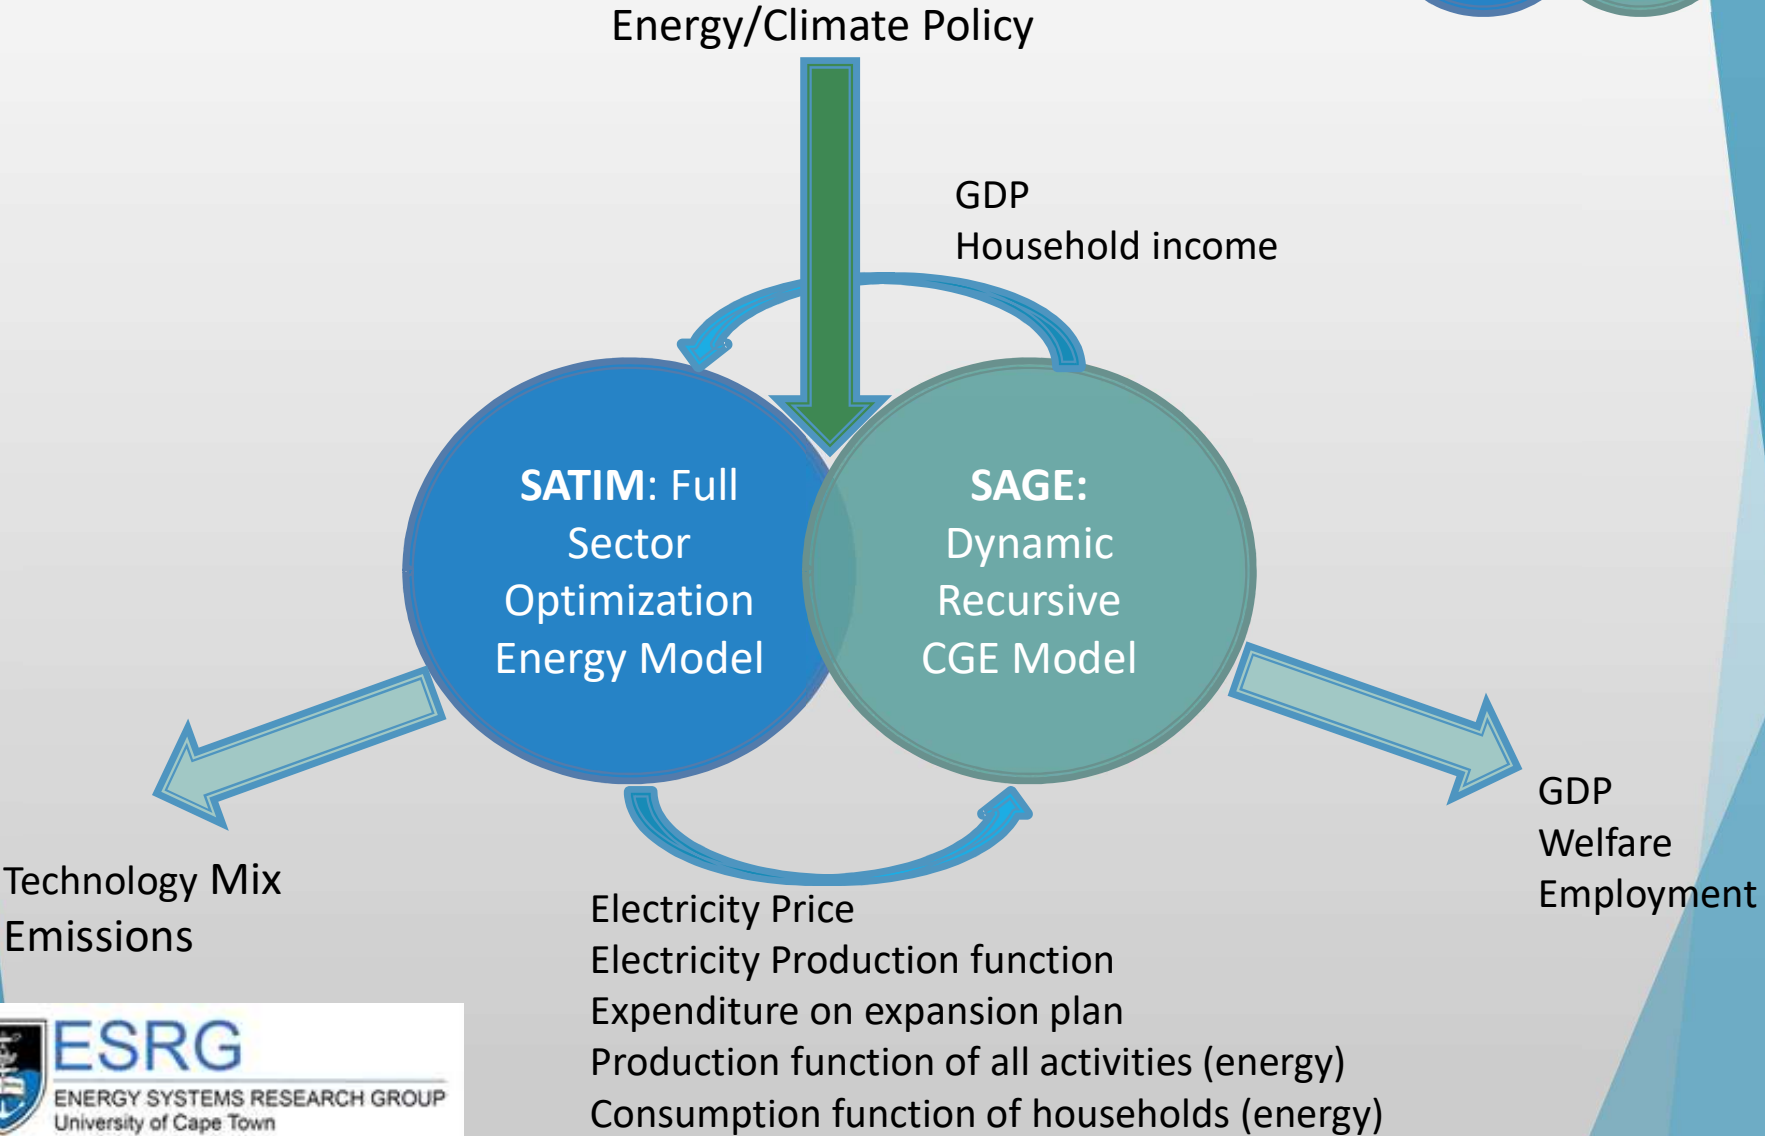 Energy/Climate Policy
GDP
Household income
SATIM: Full
Sector
Optimization
Energy Model
SAGE:
Dynamic
Recursive
CGE Model
Technology Mix
Emissions
GDP
Welfare
Employment
Electricity Price
Electricity Production function
Expenditure on expansion plan
Production function of all activities (energy)
Consumption function of households (energy)
ESRG
ENERGY SYSTEMS RESEARCH GROUP
University of Cape Town